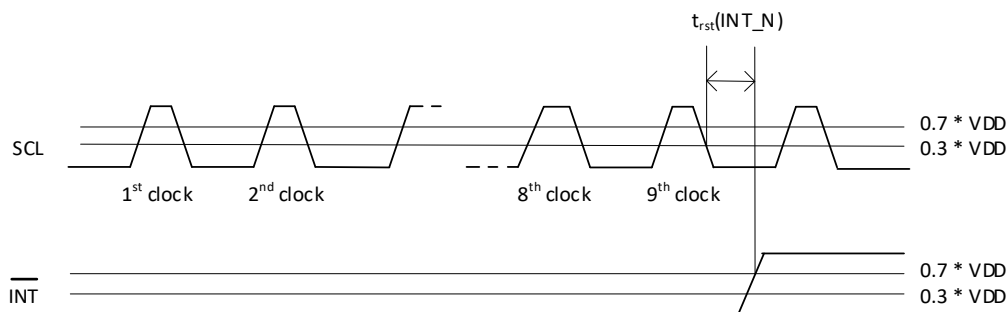 t_rst(INT_N)
0.7 * VDD
SCL
0.3 * VDD
1st clock
2nd clock
8th clock
9th clock
0.7 * VDD
INT
0.3 * VDD